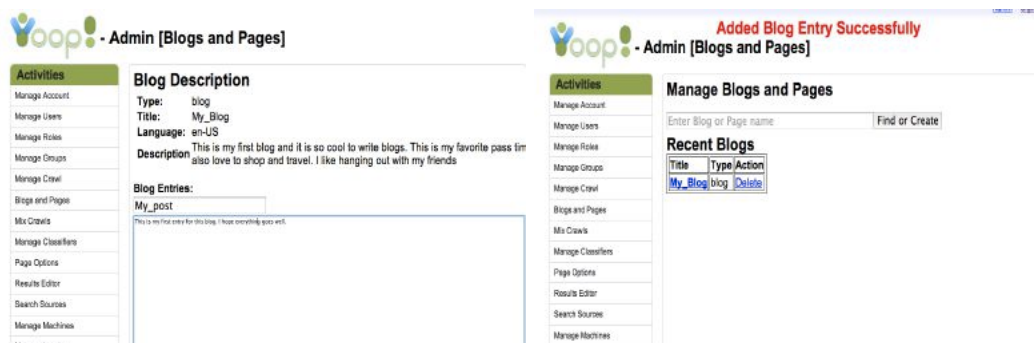 Yoop! - Admin [Blogs and Pages]
Activities
Manage Account
Manage Users
Manage Roles
Manage Groups
Manage Crawl
Blogs and Pages
Mix Crawls
Manage Classifiers
Page Options
Results Editor
Search Sources
Manage Machines
Blog Description
Type: blog
Title: My_Blog
Language: en-US
Description This is my first blog and it is so cool to write blogs. This is my favorite pass tim
also love to shop and travel. I like hanging out with my friends
Blog Entries:
My_post
This is my first entry for this blog. I hope everything goes well.
Added Blog Entry Successfully
Yoop! - Admin [Blogs and Pages]
Activities
Manage Account
Manage Users
Manage Roles
Manage Groups
Manage Crawl
Blogs and Pages
Mix Crawls
Manage Classifiers
Page Options
Results Editor
Search Sources
Manage Machines
Manage Blogs and Pages
Enter Blog or Page name Find or Create
Recent Blogs
Title Type Action
My_Blog blog Delete